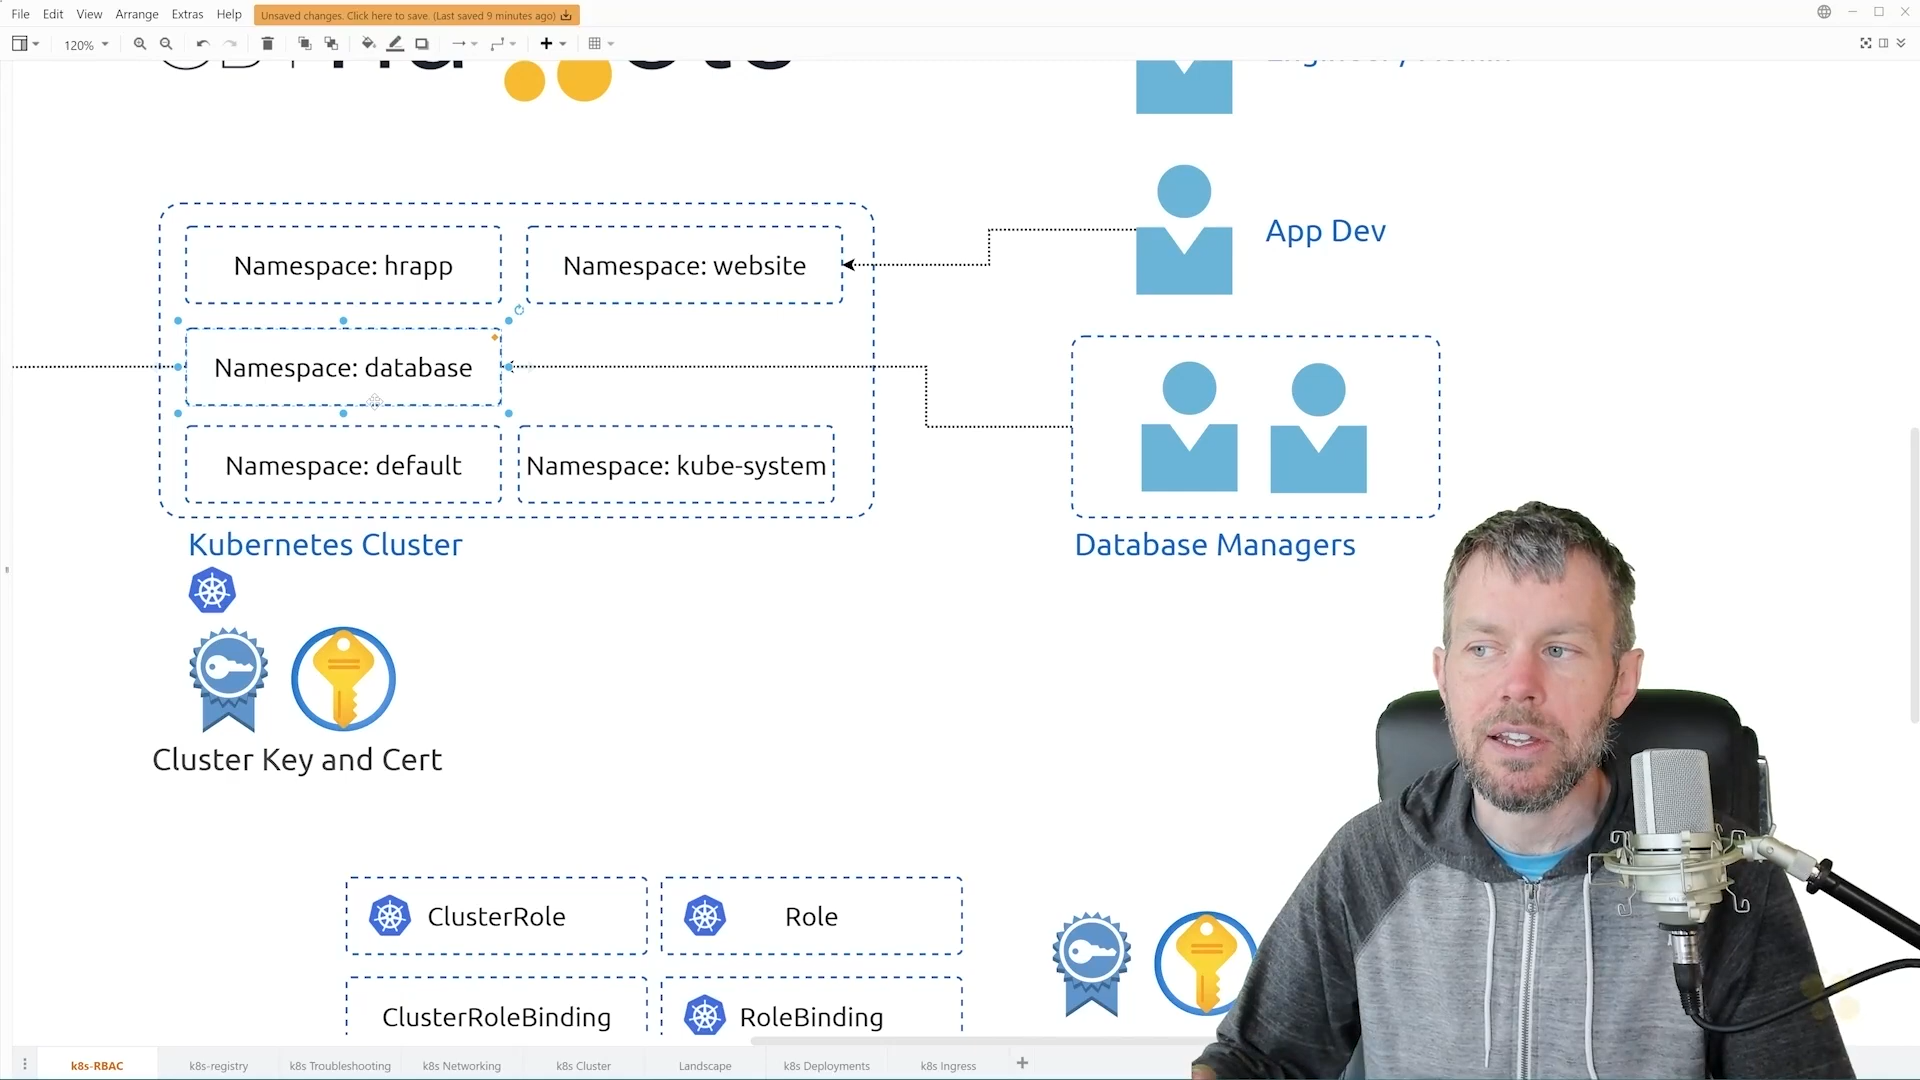 File Edit View Arrange Extras Help Unsaved changes. Click here to save. (Last saved 9 minutes ago)
120%
App Dev
Namespace: hrapp
Namespace: website
Namespace: database
Namespace: default
Namespace: kube-system
Kubernetes Cluster
Database Managers
Cluster Key and Cert
ClusterRole
Role
ClusterRoleBinding
RoleBinding
k8s-RBAC k8s-registry k8s Troubleshooting k8s Networking k8s Cluster Landscape k8s Deployments k8s Ingress